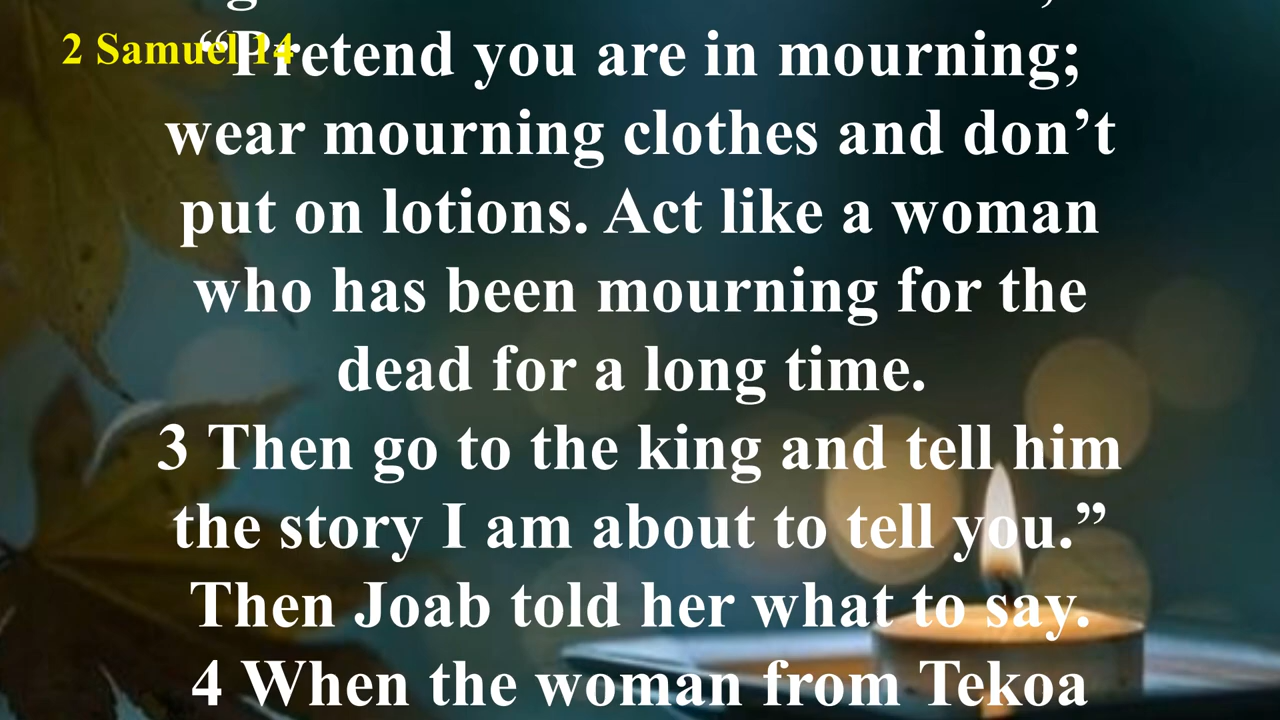 2 Samuel 14
“Pretend you are in mourning;
wear mourning clothes and don’t
put on lotions. Act like a woman
who has been mourning for the
dead for a long time.
3 Then go to the king and tell him
the story I am about to tell you.”
Then Joab told her what to say.
4 When the woman from Tekoa